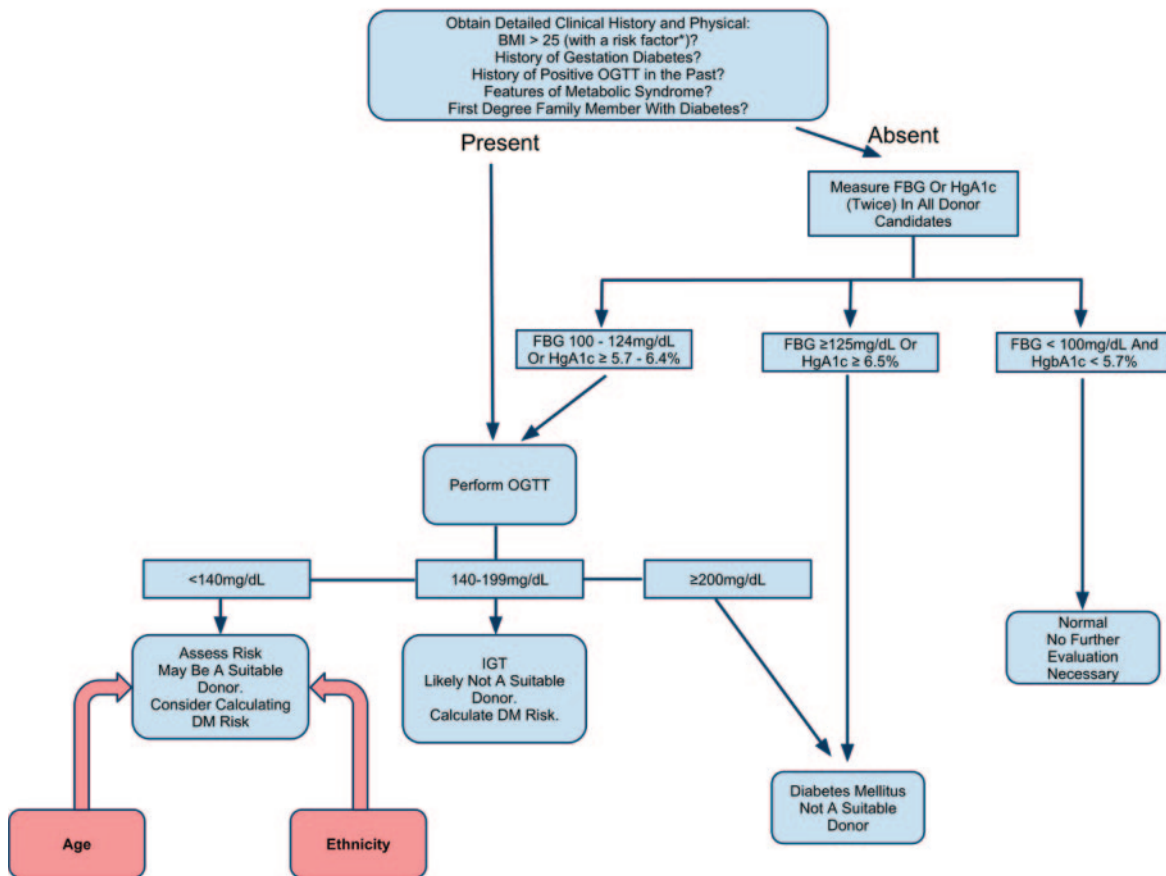 Obtain Detailed Clinical History and Physical:
BMI > 25 (with a risk factor*)?
History of Gestation Diabetes?
History of Positive OGTT in the Past?
Features of Metabolic Syndrome?
First Degree Family Member With Diabetes?
Present
Absent
Measure FBG Or HgA1c
(Twice) In All Donor
Candidates
FBG 100 - 124mg/dL
Or HgA1c ≥ 5.7 - 6.4%
FBG ≥125mg/dL Or
HgA1c ≥ 6.5%
FBG < 100mg/dL And
HgbA1c < 5.7%
Perform OGTT
<140mg/dL
140-199mg/dL
≥200mg/dL
Assess Risk
May Be A Suitable
Donor.
Consider Calculating
DM Risk
IGT
Likely Not A Suitable
Donor.
Calculate DM Risk.
Normal
No Further
Evaluation
Necessary
Diabetes Mellitus
Not A Suitable
Donor
Age
Ethnicity